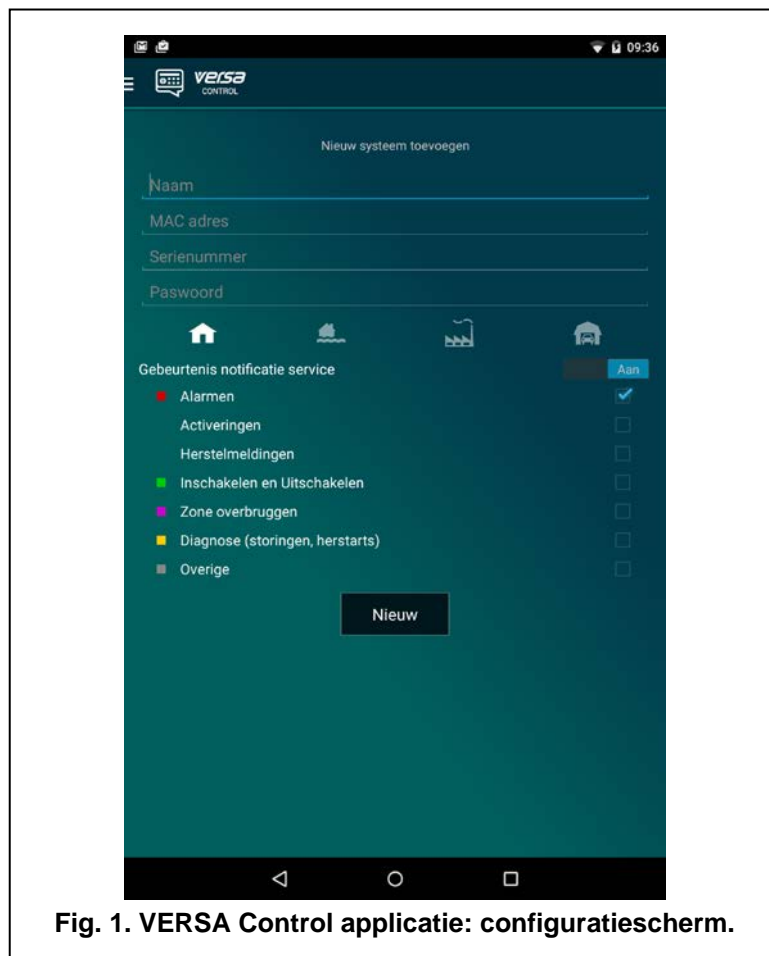 09:36
versa
CONTROL
Nieuw systeem toevoegen
Naam
MAC adres
Serienummer
Paswoord
Gebeurtenis notificatie service
Aan
Alarmen
Activeringen
Herstelmeldingen
Inschakelen en Uitschakelen
Zone overbruggen
Diagnose (storingen, herstarts)
Overige
Nieuw
Fig. 1. VERSA Control applicatie: configuratiescherm.